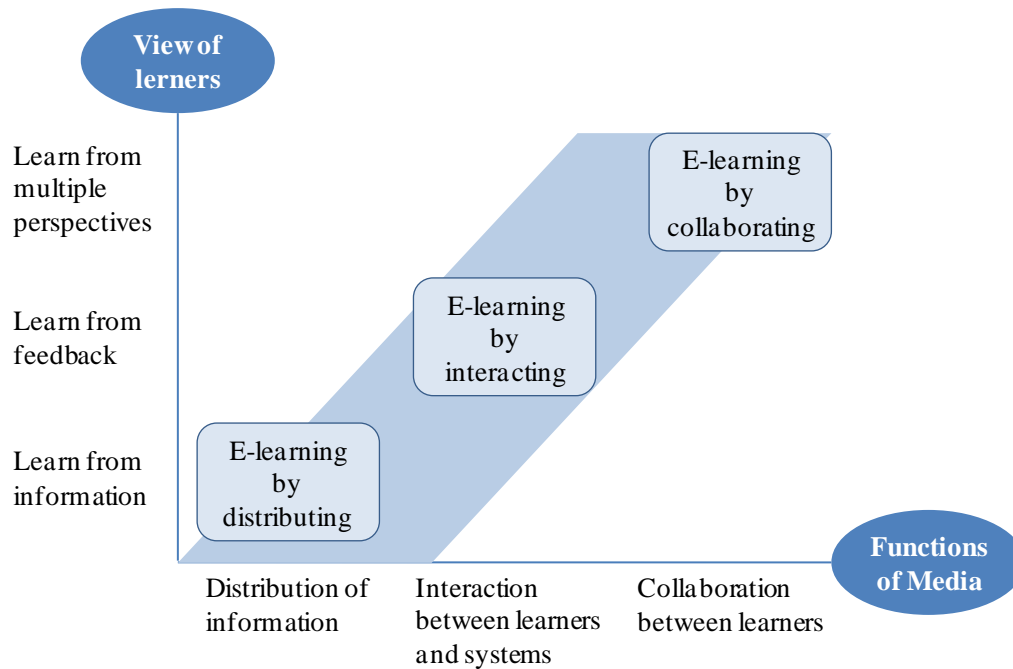 View of
lerners
Learn from
multiple
perspectives
E-learning
by
collaborating
Learn from
feedback
E-learning
by
interacting
Learn from
information
E-learning
by
distributing
Functions
of Media
Distribution of
information
Interaction
between learners
and systems
Collaboration
between learners